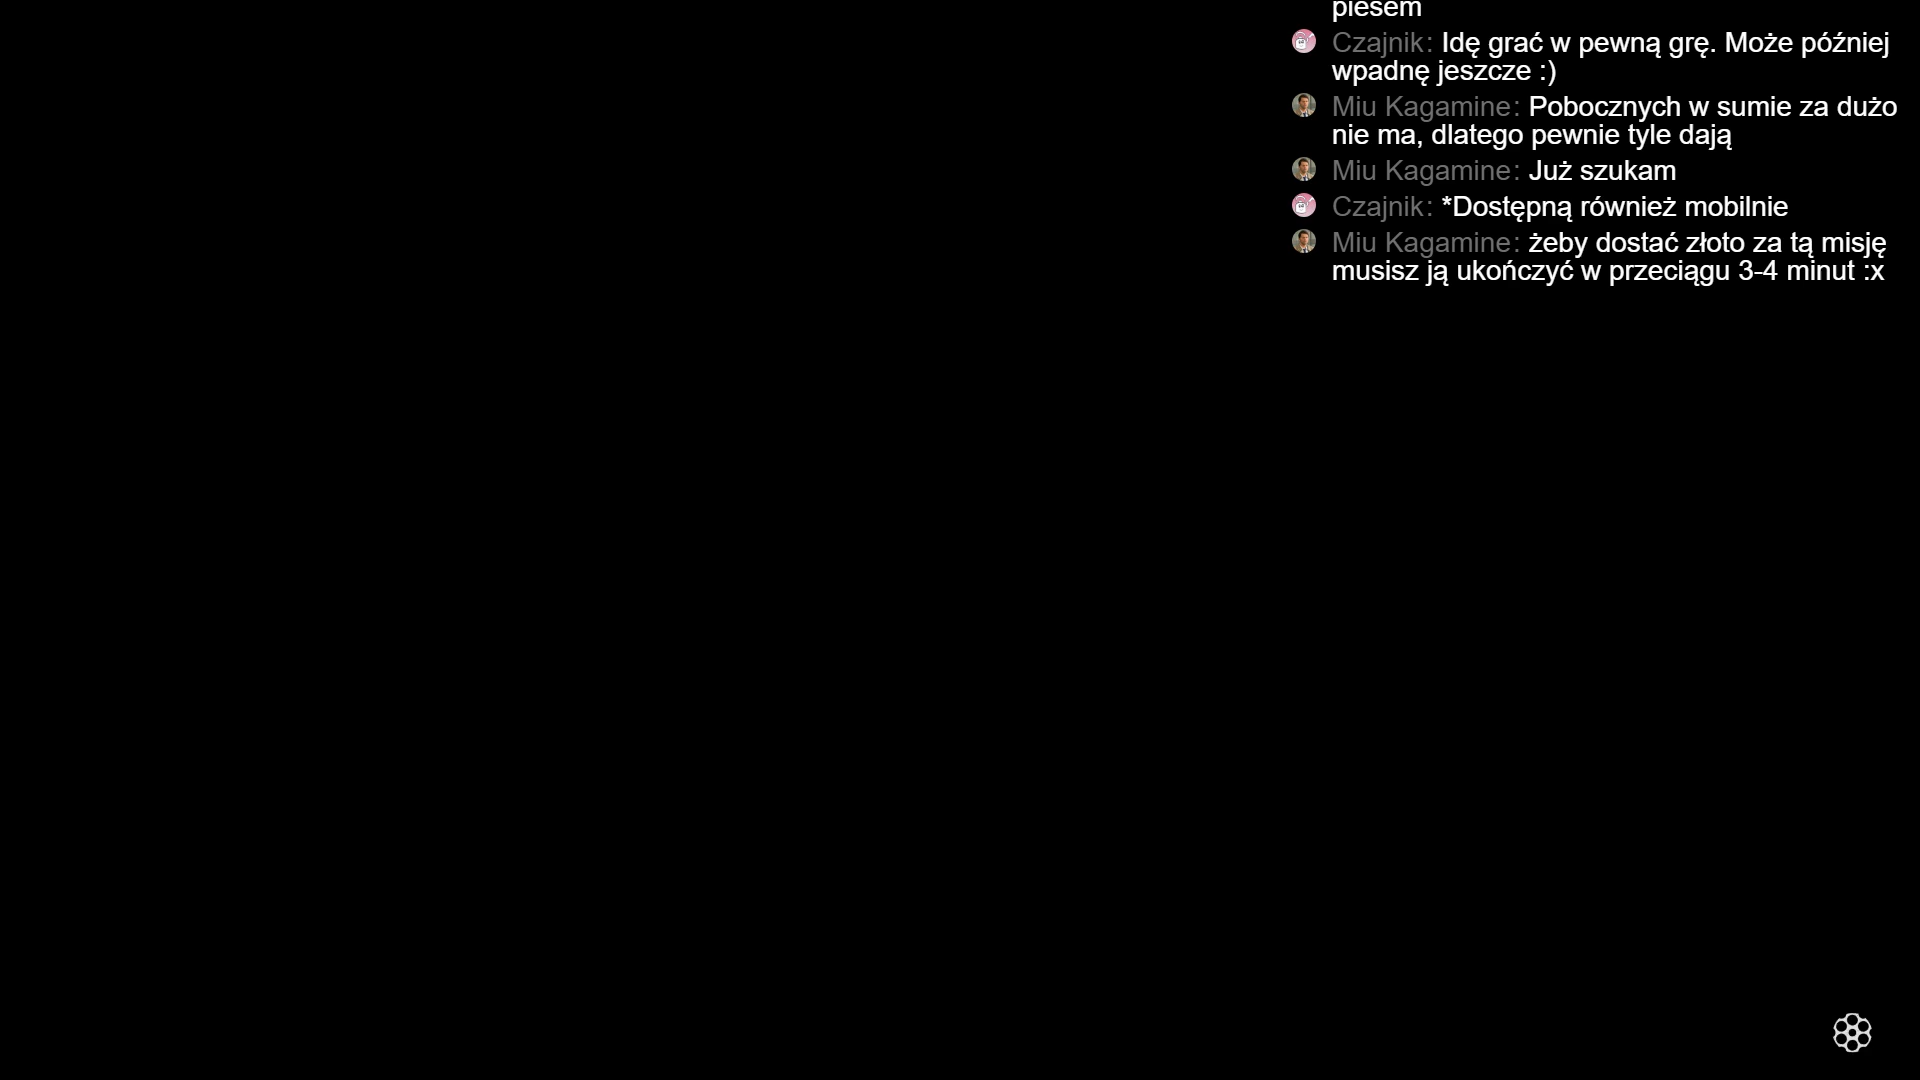 piesem
Czajnik: Idę grać w pewną grę. Może później
wpadnę jeszcze :)
Miu Kagamine: Pobocznych w sumie za dużo
nie ma, dlatego pewnie tyle dają
Miu Kagamine: Już szukam
Czajnik: *Dostępną również mobilnie
Miu Kagamine: żeby dostać złoto za tą misję
musisz ją ukończyć w przeciągu 3-4 minut :x